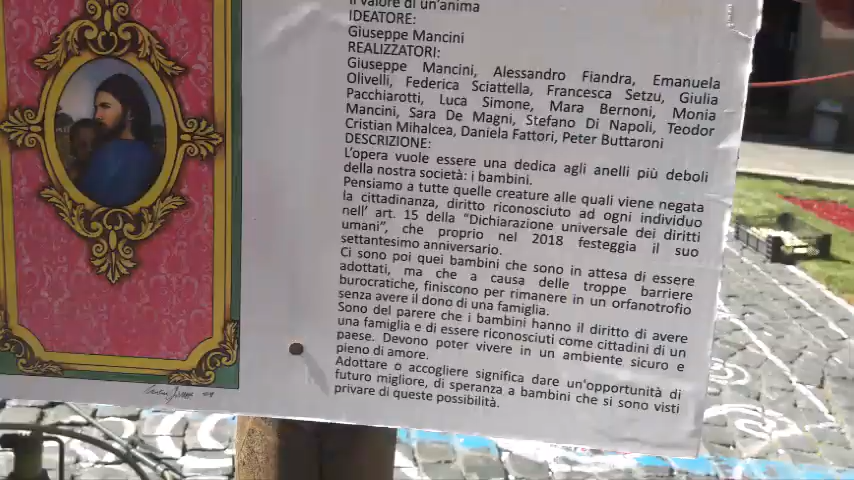 Il valore di un'anima
IDEATORE:
Giuseppe Mancini
REALIZZATORI:
Giuseppe Mancini, Alessandro Fiandra, Emanuela
Olivelli, Federica Sciattella, Francesca Setzu, Giulia
Pacchiarotti, Luca Simone, Mara Bernoni, Monia
Mancini, Sara De Magni, Stefano Di Napoli, Teodor
Cristian Mihalcea, Daniela Fattori, Peter Buttaroni
DESCRIZIONE:
L'opera vuole essere una dedica agli anelli più deboli
della nostra società: i bambini.
Pensiamo a tutte quelle creature alle quali viene negata
la cittadinanza, diritto riconosciuto ad ogni individuo
nell' art. 15 della "Dichiarazione universale dei diritti
umani", che proprio nel 2018 festeggia il suo
settantesimo anniversario.
Ci sono poi quei bambini che sono in attesa di essere
adottati, ma che a causa delle troppe barriere
burocratiche, finiscono per rimanere in un orfanotrofio
senza avere il dono di una famiglia.
Sono del parere che i bambini hanno il diritto di avere
una famiglia e di essere riconosciuti come cittadini di un
paese. Devono poter vivere in un ambiente sicuro e
pieno di amore.
Adottare o accogliere significa dare un'opportunità di
futuro migliore, di speranza a bambini che si sono visti
privare di queste possibilità.